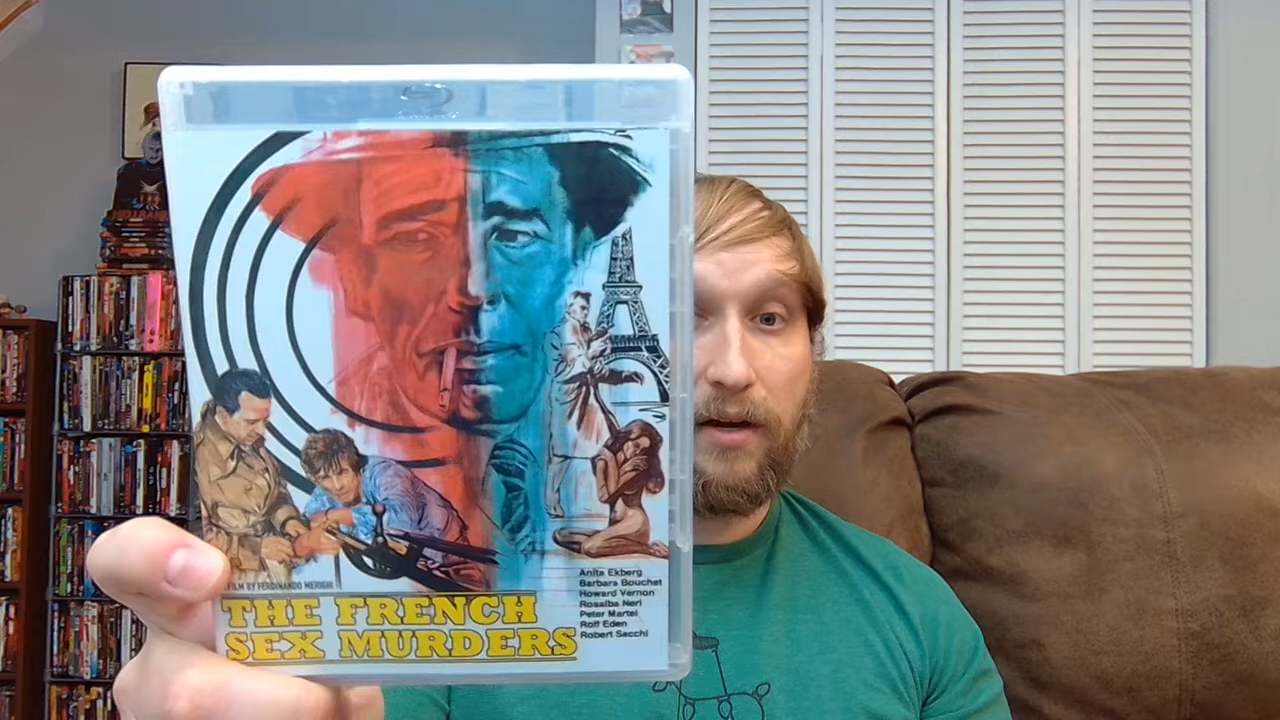 FILM BY FERDINANDO MERIGHI
THE FRENCH
SEX MURDERS
Anita Ekberg
Barbara Bouchet
Howard Vernon
Rosalba Neri
Peter Martel
Rolf Eden
Robert Sacchi